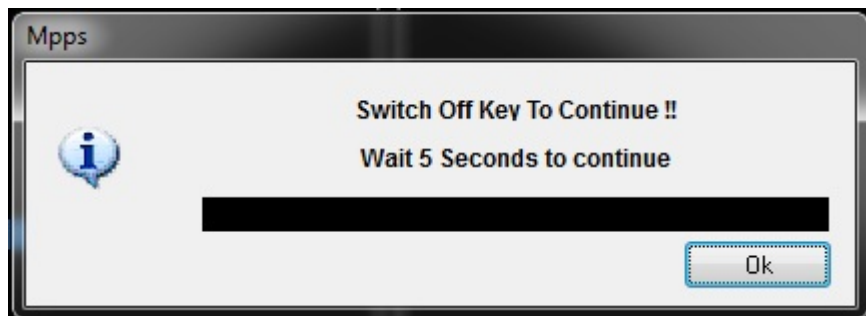 Mpps
Switch Off Key To Continue !!
Wait 5 Seconds to continue
Ok